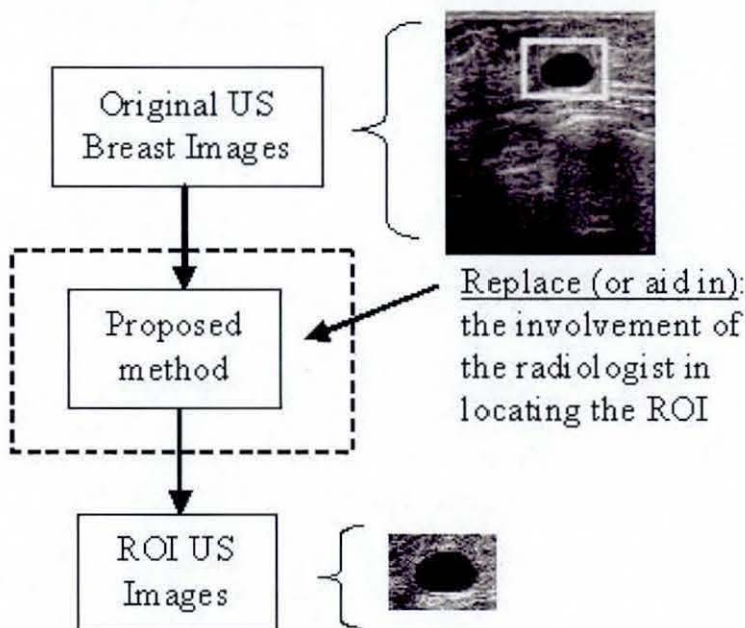 Original US
Breast Images
Proposed
method
Replace (or aid in):
the involvement of
the radiologist in
locating the ROI
ROI US
Images